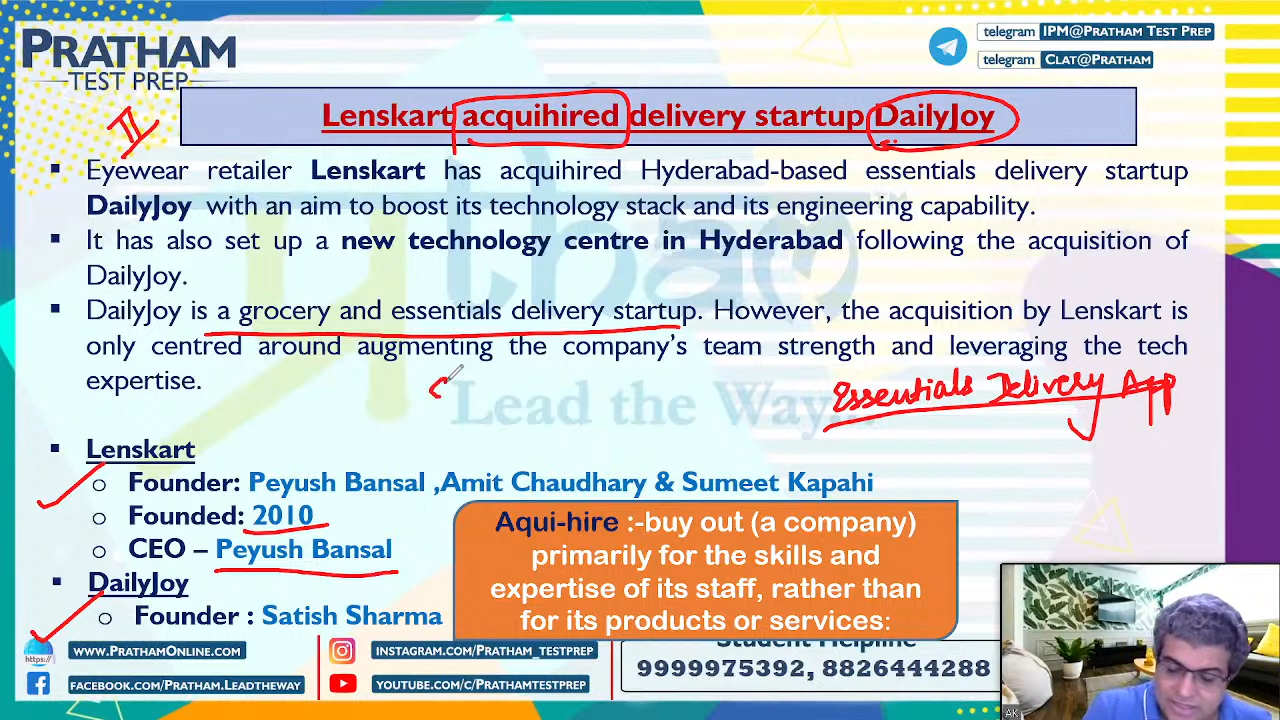 PRATHAM
TEST PREP
telegram IPM@PRATHAM TEST PREP
telegram CLAT@PRATHAM
II
Lenskart acquihired delivery startup DailyJoy
▪ Eyewear retailer Lenskart has acquihired Hyderabad-based essentials delivery startup
DailyJoy with an aim to boost its technology stack and its engineering capability.
▪ It has also set up a new technology centre in Hyderabad following the acquisition of
DailyJoy.
▪ DailyJoy is a grocery and essentials delivery startup. However, the acquisition by Lenskart is
only centred around augmenting the company's team strength and leveraging the tech
expertise.
Essentials Delivery App
Lead the Way...
▪ Lenskart
o Founder: Peyush Bansal ,Amit Chaudhary & Sumeet Kapahi
o Founded: 2010
o CEO – Peyush Bansal
▪ DailyJoy
o Founder : Satish Sharma
Aqui-hire :-buy out (a company)
primarily for the skills and
expertise of its staff, rather than
for its products or services:
https://
WWW.PRATHAMONLINE.COM
FACEBOOK.COM/PRATHAM.LEADTHEWAY
INSTAGRAM.COM/PRATHAM_TESTPREP
YOUTUBE.COM/C/PRATHAMTESTPREP
Student Helpline
9999975392, 8826444288
AK